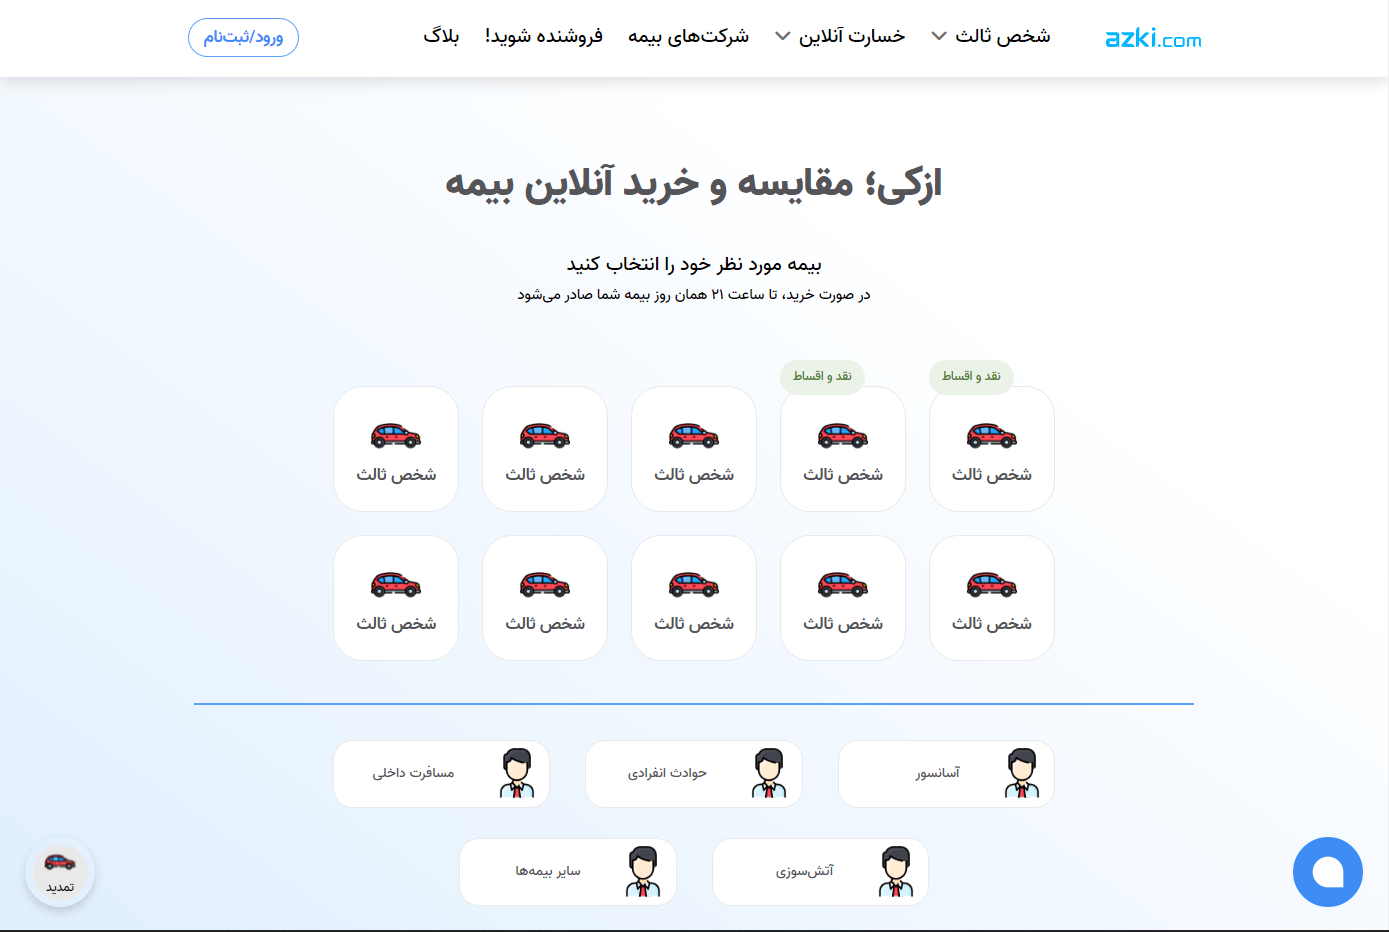 azki.com
شخص ثالث
خسارت آنلاین
شرکت‌های بیمه
فروشنده شوید!
بلاگ
ورود/ثبت‌نام
ازکی؛ مقایسه و خرید آنلاین بیمه
بیمه مورد نظر خود را انتخاب کنید
در صورت خرید، تا ساعت ۲۱ همان روز بیمه شما صادر می‌شود
نقد و اقساط
نقد و اقساط
شخص ثالث
شخص ثالث
شخص ثالث
شخص ثالث
شخص ثالث
شخص ثالث
شخص ثالث
شخص ثالث
شخص ثالث
شخص ثالث
آسانسور
حوادث انفرادی
مسافرت داخلی
آتش‌سوزی
سایر بیمه‌ها
تمدید